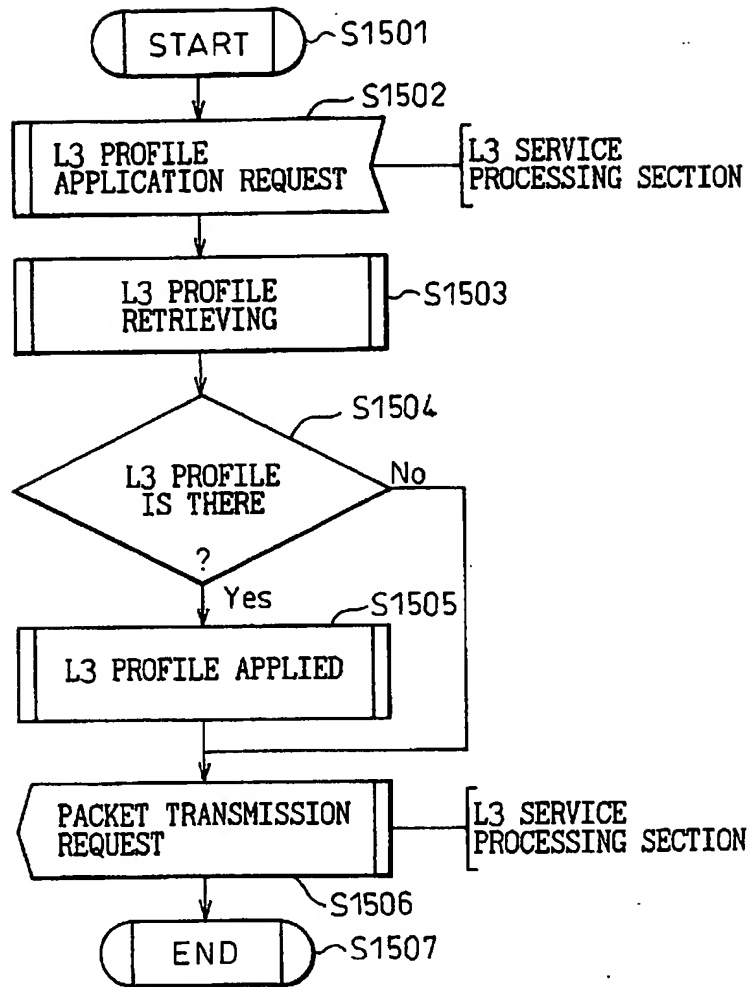 START
S1501
S1502
L3 PROFILE
APPLICATION REQUEST
L3 SERVICE
PROCESSING SECTION
L3 PROFILE
RETRIEVING
S1503
S1504
L3 PROFILE
IS THERE
?
No
Yes
S1505
L3 PROFILE APPLIED
PACKET TRANSMISSION
REQUEST
L3 SERVICE
PROCESSING SECTION
S1506
END
S1507